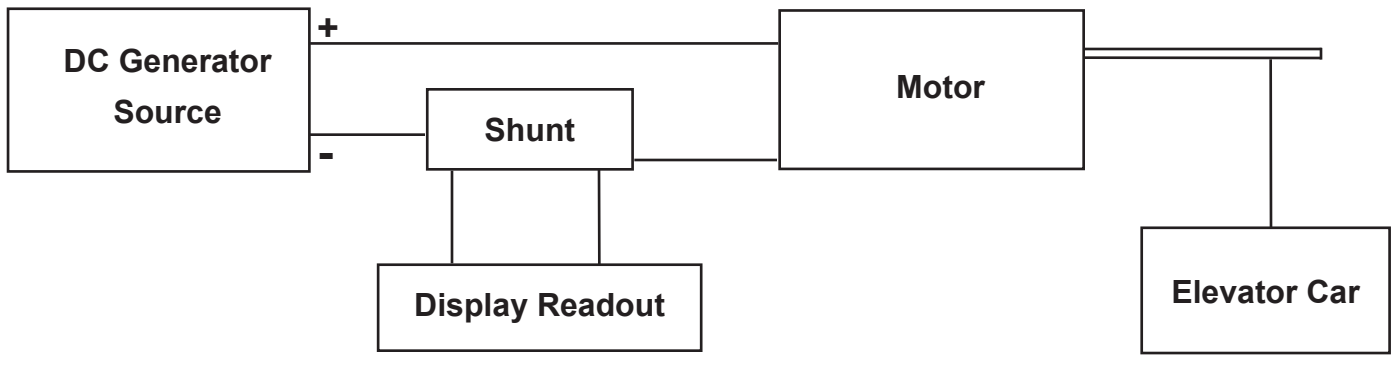 DC Generator
Source
+
-
Shunt
Motor
Display Readout
Elevator Car